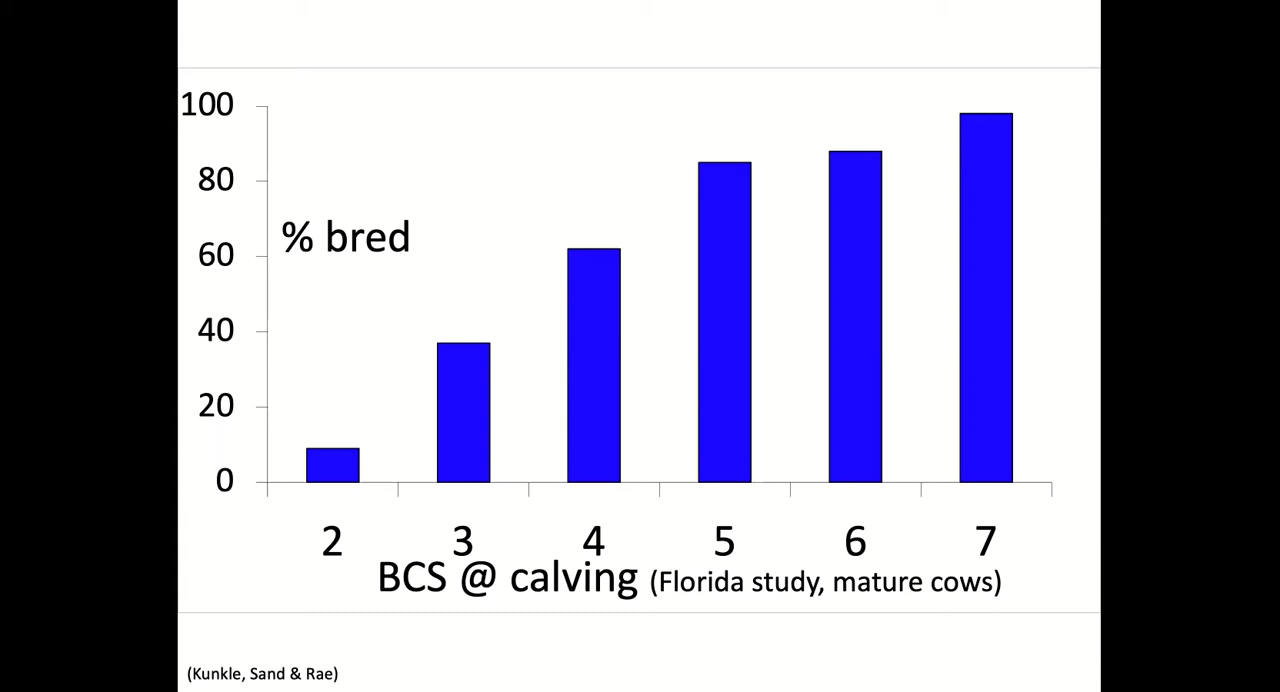 100
80
% bred
60
40
20
0
2 3 4 5 6 7
BCS @ calving (Florida study, mature cows)
(Kunkle, Sand & Rae)